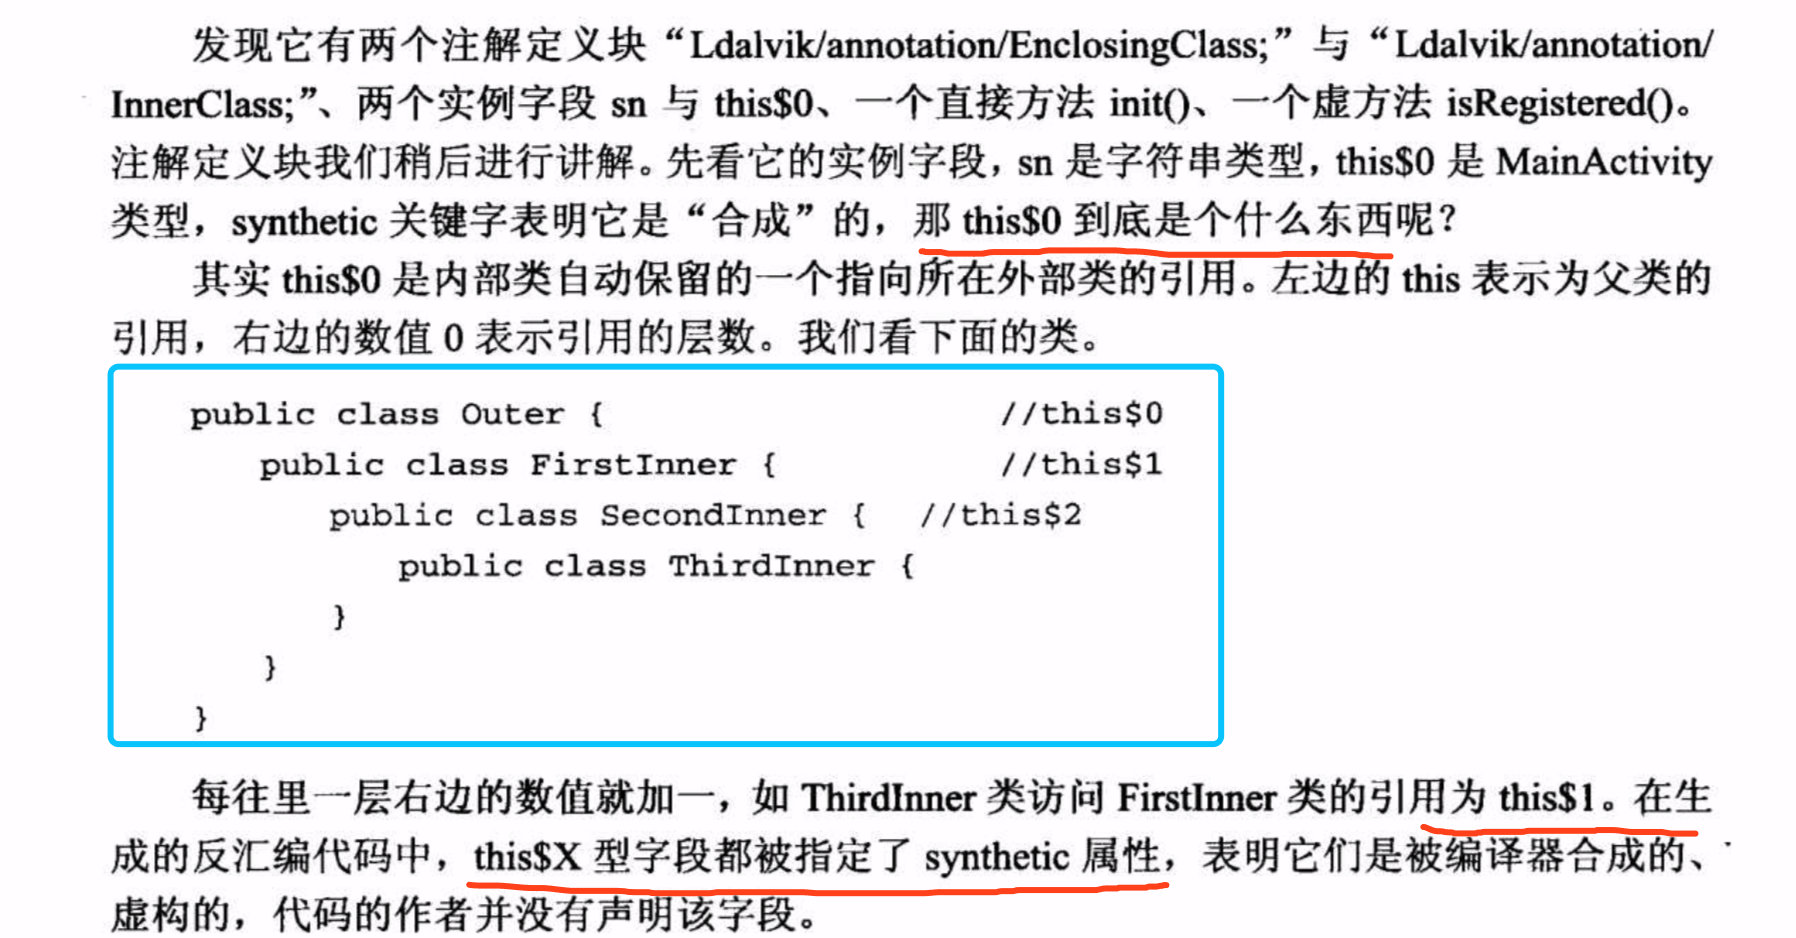 发现它有两个注解定义块“Ldalvik/annotation/EnclosingClass;”与“Ldalvik/annotation/
InnerClass;”、两个实例字段 sn 与 this$0、一个直接方法 init()、一个虚方法 isRegistered()。
注解定义块我们稍后进行讲解。先看它的实例字段，sn 是字符串类型，this$0 是 MainActivity
类型，synthetic 关键字表明它是“合成”的，那 this$0 到底是个什么东西呢？
其实 this$0 是内部类自动保留的一个指向所在外部类的引用。左边的 this 表示为父类的
引用，右边的数值 0 表示引用的层数。我们看下面的类。
public class Outer { //this$0
public class FirstInner { //this$1
public class SecondInner { //this$2
public class ThirdInner {
}
}
}
每往里一层右边的数值就加一，如 ThirdInner 类访问 FirstInner 类的引用为 this$1。在生
成的反汇编代码中，this$X 型字段都被指定了 synthetic 属性，表明它们是被编译器合成的、
虚构的，代码的作者并没有声明该字段。